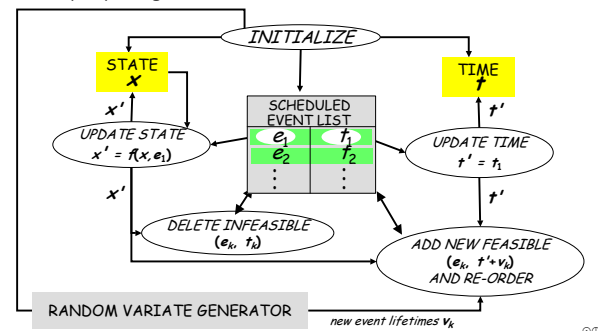 INITIALIZE
STATE
x
TIME
t
x'
t'
SCHEDULED
EVENT LIST
e1 t1
e2 t2
⋮ ⋮
UPDATE STATE
x' = f(x,e1)
UPDATE TIME
t' = t1
x'
t'
DELETE INFEASIBLE
(ek, tk)
ADD NEW FEASIBLE
(ek, t'+vk)
AND RE-ORDER
RANDOM VARIATE GENERATOR
new event lifetimes vk